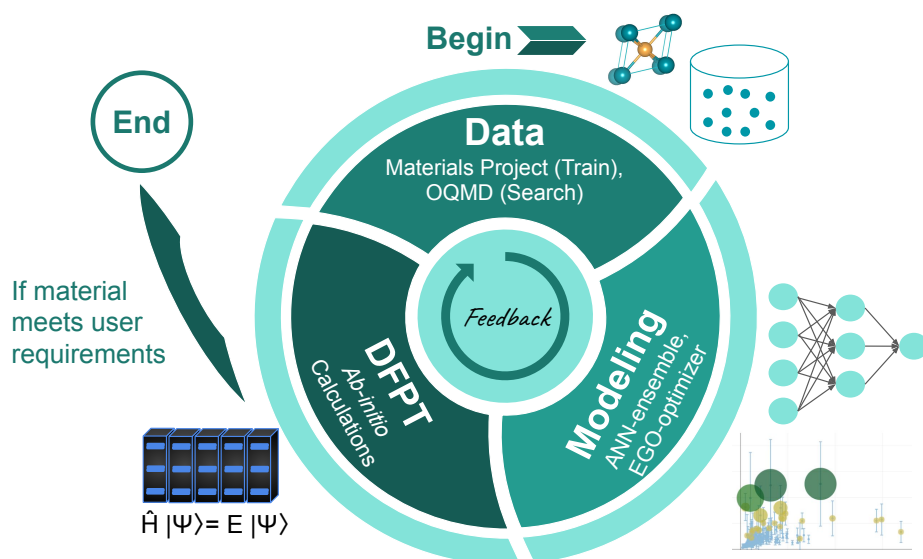 Begin
End
Data
Materials Project (Train),
OQMD (Search)
If material
meets user
requirements
Feedback
DFPT
Ab-initio
Calculations
Modeling
ANN-ensemble,
EGO-optimizer
Ĥ |Ψ⟩= E |Ψ⟩